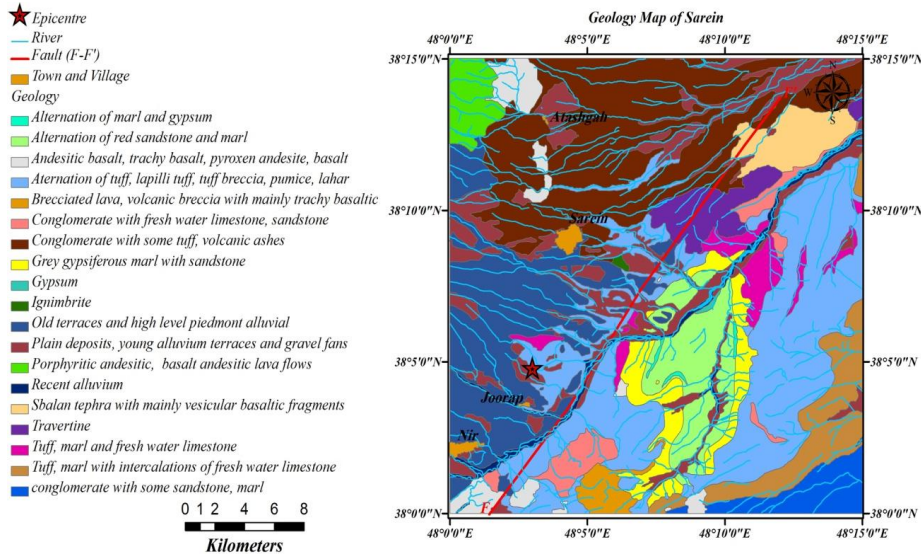 Epicentre
River
Fault (F-F')
Town and Village
Geology
Alternation of marl and gypsum
Alternation of red sandstone and marl
Andesitic basalt, trachy basalt, pyroxen andesite, basalt
Aternation of tuff, lapilli tuff, tuff breccia, pumice, lahar
Brecciated lava, volcanic breccia with mainly trachy basaltic
Conglomerate with fresh water limestone, sandstone
Conglomerate with some tuff, volcanic ashes
Grey gypsiferous marl with sandstone
Gypsum
Ignimbrite
Old terraces and high level piedmont alluvial
Plain deposits, young alluvium terraces and gravel fans
Porphyritic andesitic, basalt andesitic lava flows
Recent alluvium
Sbalan tephra with mainly vesicular basaltic fragments
Travertine
Tuff, marl and fresh water limestone
Tuff, marl with intercalations of fresh water limestone
conglomerate with some sandstone, marl
0 1 2 4 6 8
Kilometers
Geology Map of Sarein
48°0'0"E 48°5'0"E 48°10'0"E 48°15'0"E
38°15'0"N 38°15'0"N
N
W E
S
Atashgah
38°10'0"N 38°10'0"N
Sarein
38°5'0"N 38°5'0"N
Joorap
Nir
F
38°0'0"N 38°0'0"N
48°0'0"E 48°5'0"E 48°10'0"E 48°15'0"E